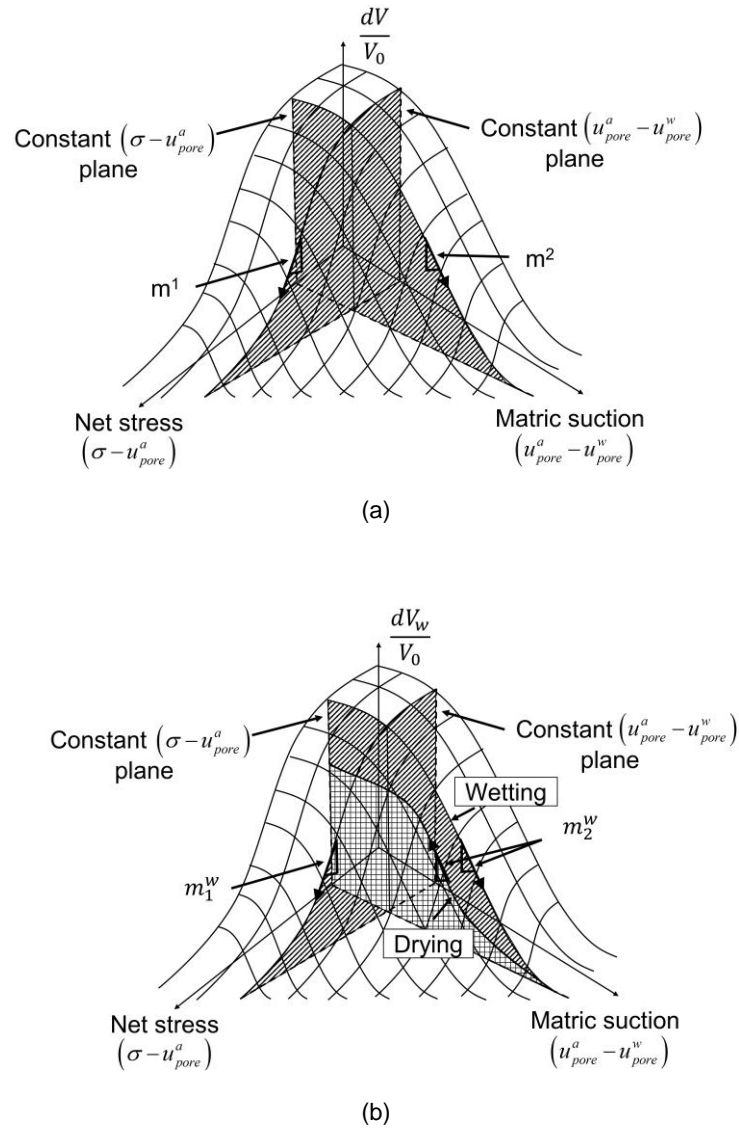 dV/V₀
Constant (σ − u^a_pore)
plane
Constant (u^a_pore − u^w_pore)
plane
m¹
m²
Net stress
(σ − u^a_pore)
Matric suction
(u^a_pore − u^w_pore)
(a)
dV_w/V₀
Constant (σ − u^a_pore)
plane
Constant (u^a_pore − u^w_pore)
plane
Wetting
m^w_2
m^w_1
Drying
Net stress
(σ − u^a_pore)
Matric suction
(u^a_pore − u^w_pore)
(b)